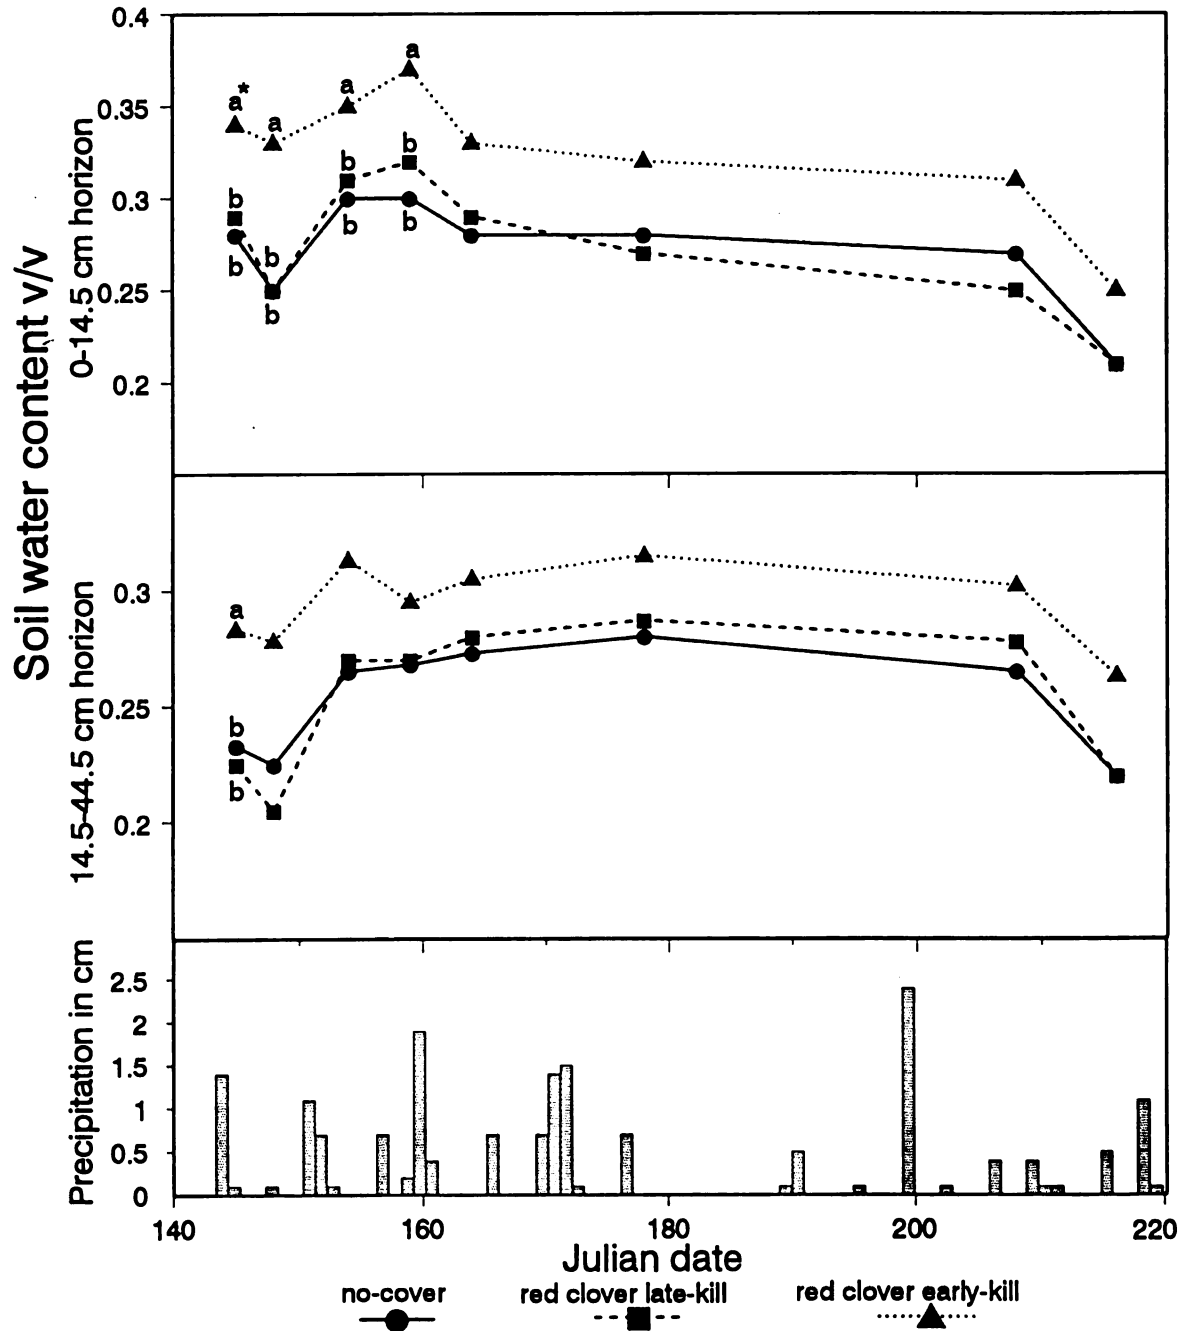 Soil water content v/v
0-14.5 cm horizon
0.4
0.35
0.3
0.25
0.2
a*
a
a
a
b
b
b
b
b
b
b
b
14.5-44.5 cm horizon
0.3
0.25
0.2
a
b
b
Precipitation in cm
2.5
2
1.5
1
0.5
0
140 160 180 200 220
Julian date
no-cover red clover late-kill red clover early-kill